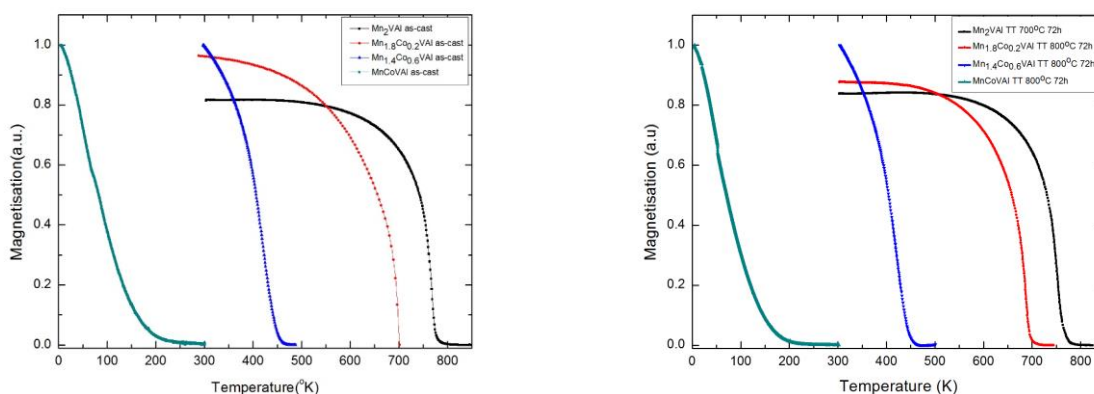 Mn₂VAl as-cast
Mn₁.₈Co₀.₂VAl as-cast
Mn₁.₄Co₀.₆VAl as-cast
MnCoVAl as-cast
1.0
0.8
0.6
0.4
0.2
0.0
Magnetisation(a.u.)
0 100 200 300 400 500 600 700 800
Temperature(°K)
Mn₂VAl TT 700⁰C 72h
Mn₁.₈Co₀.₂VAl TT 800⁰C 72h
Mn₁.₄Co₀.₆VAl TT 800⁰C 72h
MnCoVAl TT 800⁰C 72h
1.0
0.8
0.6
0.4
0.2
0.0
Magnetisation (a.u)
0 100 200 300 400 500 600 700 800
Temperature (K)